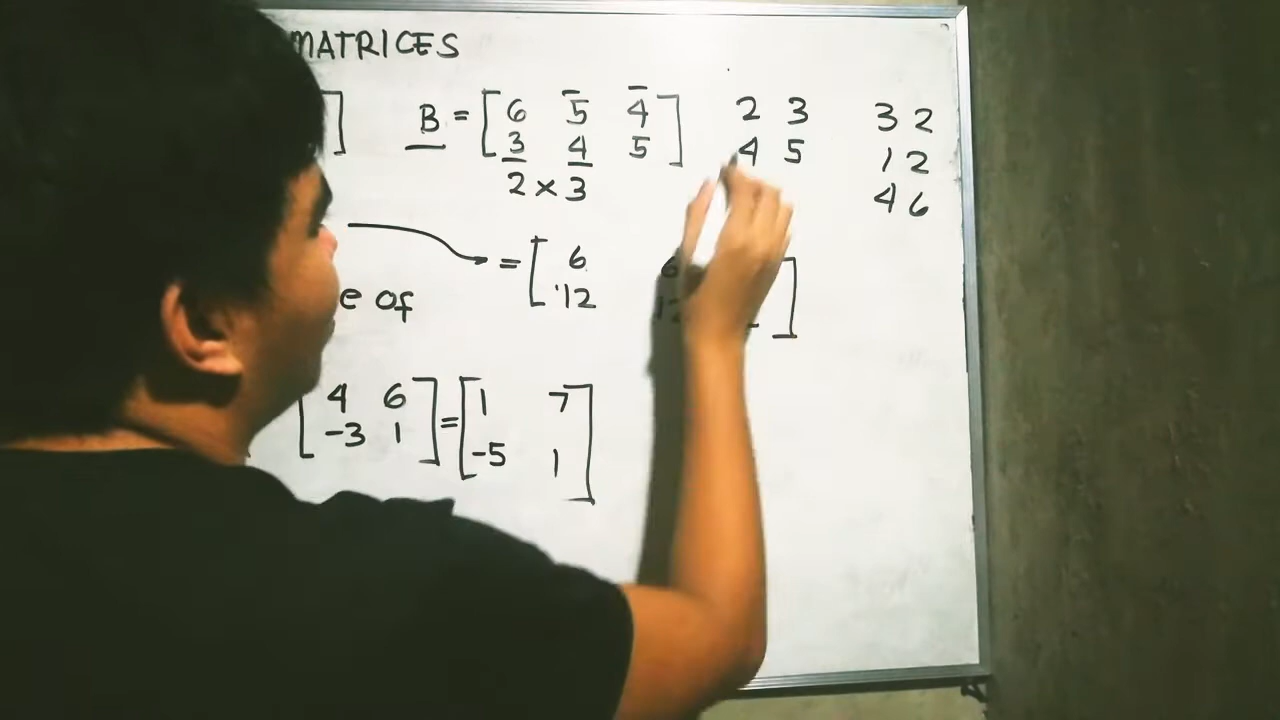 MATRICES
] B = [ 6 5 4 ] 2 3 3 2
3 4 5 4 5 1 2
2 × 3 4 6
= [ 6 6 ]
12
e of
[ 4 6 ] = [ 1 7 ]
-3 1 -5 1